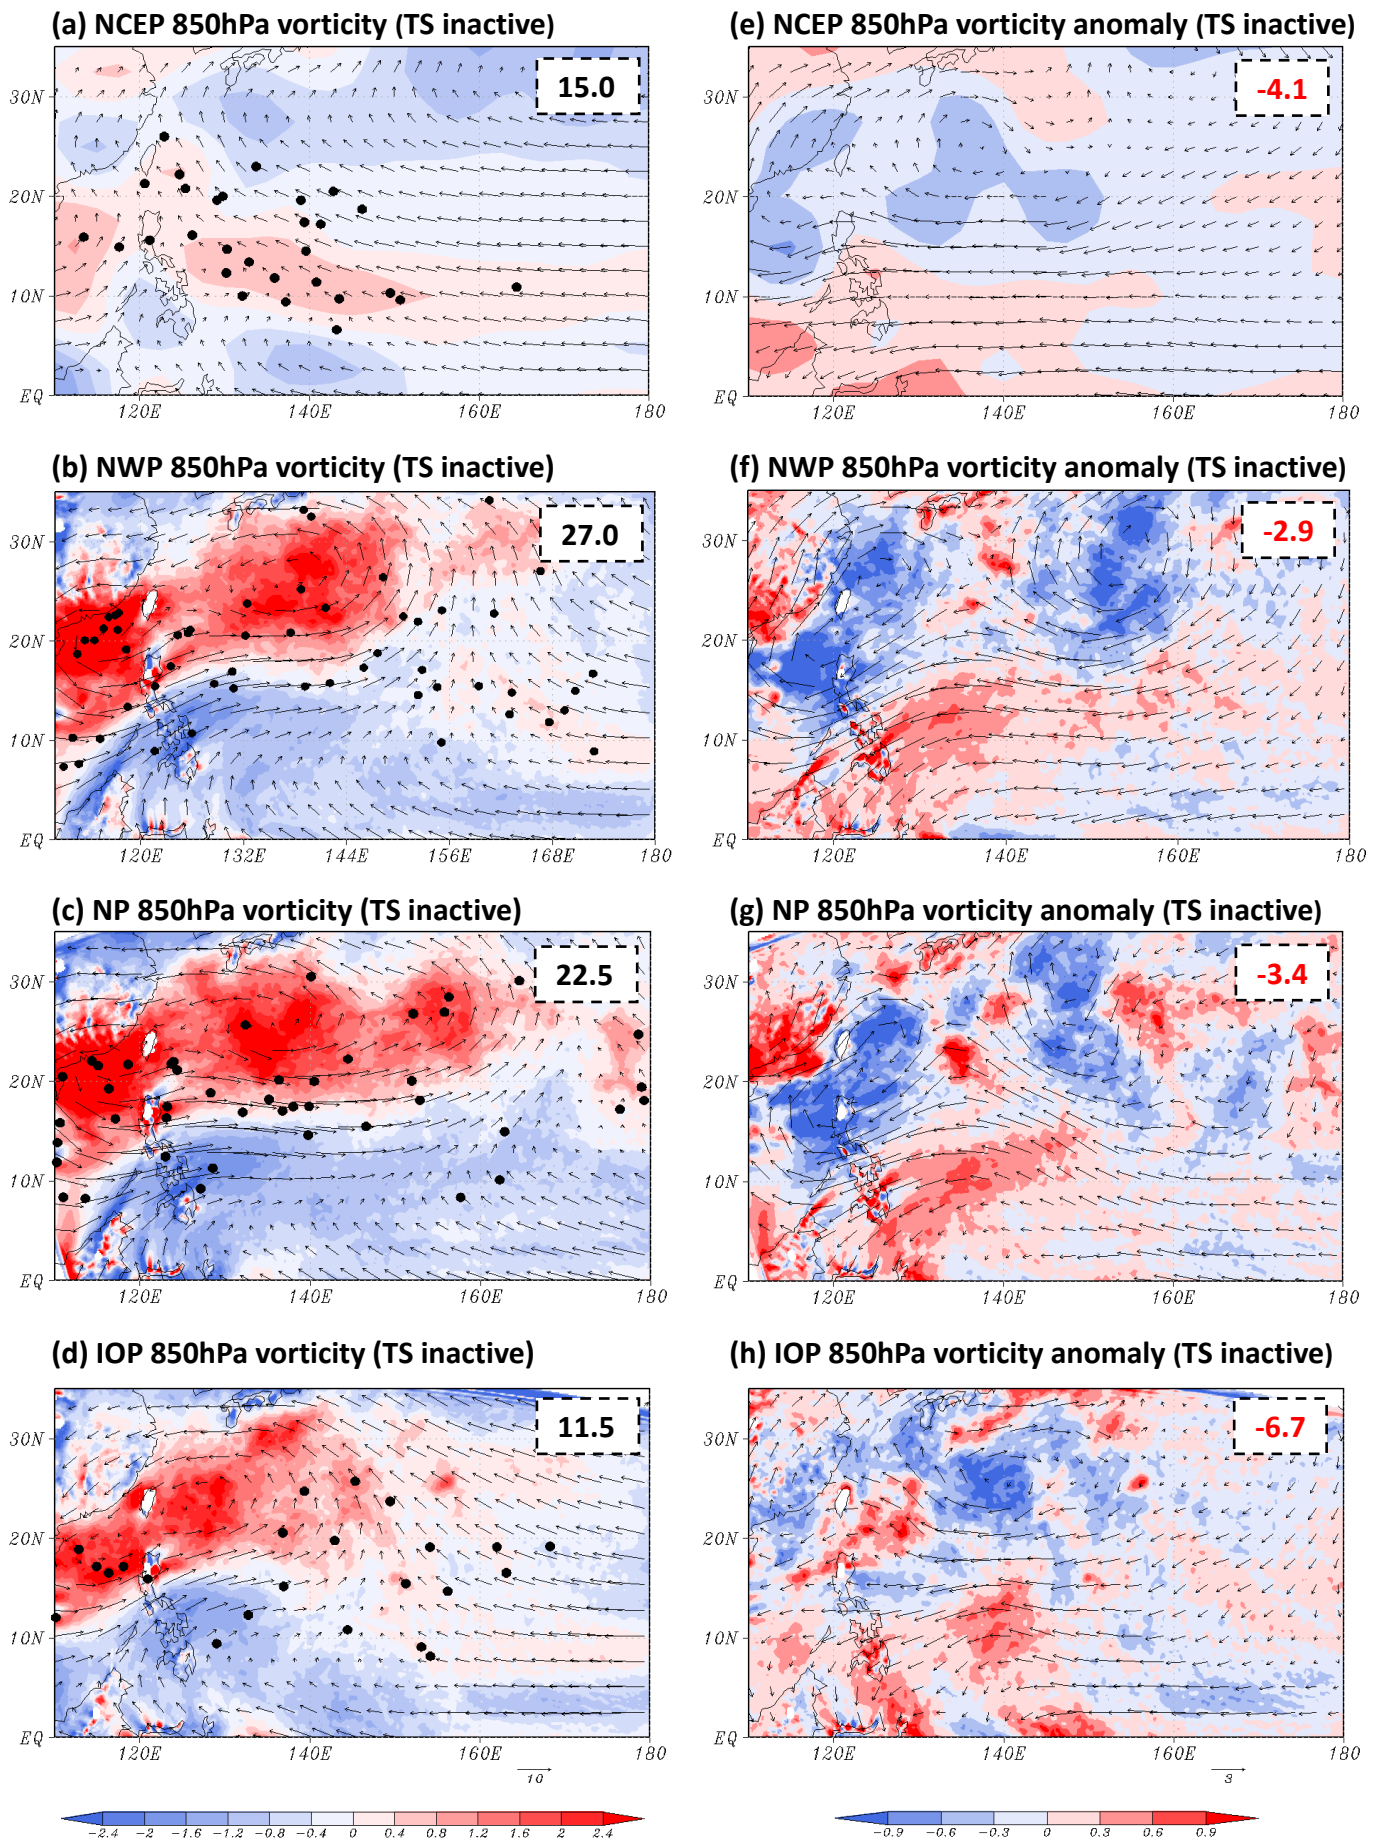 (a) NCEP 850hPa vorticity (TS inactive)
15.0
30N
20N
10N
EQ
120E 140E 160E 180
(e) NCEP 850hPa vorticity anomaly (TS inactive)
-4.1
30N
20N
10N
EQ
120E 140E 160E 180
(b) NWP 850hPa vorticity (TS inactive)
27.0
30N
20N
10N
EQ
120E 132E 144E 156E 168E 180
(f) NWP 850hPa vorticity anomaly (TS inactive)
-2.9
30N
20N
10N
EQ
120E 140E 160E 180
(c) NP 850hPa vorticity (TS inactive)
22.5
30N
20N
10N
EQ
120E 140E 160E 180
(g) NP 850hPa vorticity anomaly (TS inactive)
-3.4
30N
20N
10N
EQ
120E 140E 160E 180
(d) IOP 850hPa vorticity (TS inactive)
11.5
30N
20N
10N
EQ
120E 140E 160E 180
10
-2.4 -2 -1.6 -1.2 -0.8 -0.4 0 0.4 0.8 1.2 1.6 2 2.4
(h) IOP 850hPa vorticity anomaly (TS inactive)
-6.7
30N
20N
10N
EQ
120E 140E 160E 180
3
-0.9 -0.6 -0.3 0 0.3 0.6 0.9